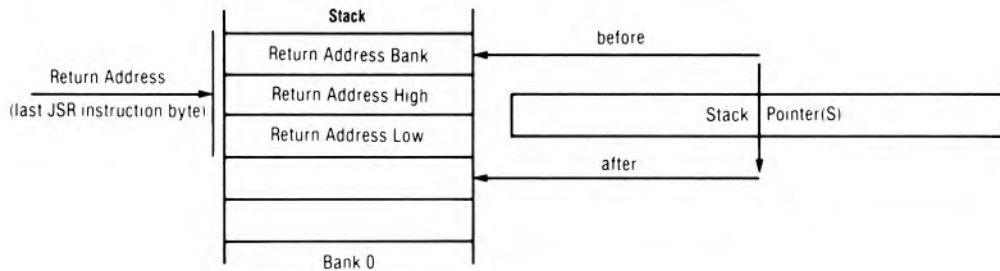 Stack
Return Address Bank
before
Return Address
(last JSR instruction byte)
Return Address High
Stack Pointer(S)
Return Address Low
after
Bank 0